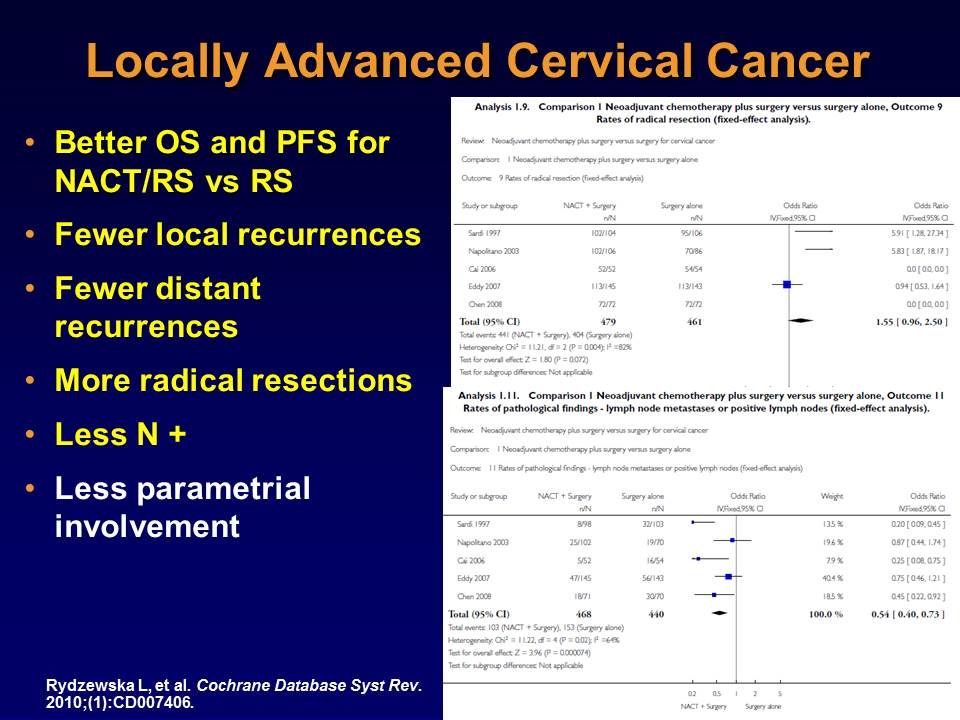 Locally Advanced Cervical Cancer
• Better OS and PFS for
NACT/RS vs RS
• Fewer local recurrences
• Fewer distant
recurrences
• More radical resections
• Less N +
• Less parametrial
involvement
Rydzewska L, et al. Cochrane Database Syst Rev.
2010;(1):CD007406.
Analysis 1.9. Comparison 1 Neoadjuvant chemotherapy plus surgery versus surgery alone, Outcome 9
Rates of radical resection (fixed-effect analysis).
Review: Neoadjuvant chemotherapy plus surgery versus surgery for cervical cancer
Comparison: 1 Neoadjuvant chemotherapy plus surgery versus surgery alone
Outcome: 9 Rates of radical resection (fixed-effect analysis)
Study or subgroup NACT + Surgery Surgery alone Odds Ratio Odds Ratio
n/N n/N IV,Fixed,95% CI IV,Fixed,95% CI
Sardi 1997 102/104 95/106 5.91 [ 1.28, 27.34 ]
Napolitano 2003 102/106 70/86 5.83 [ 1.87, 18.17 ]
Cai 2006 52/52 54/54 0.0 [ 0.0, 0.0 ]
Eddy 2007 113/145 113/143 0.94 [ 0.53, 1.64 ]
Chen 2008 72/72 72/72 0.0 [ 0.0, 0.0 ]
Total (95% CI) 479 461 1.55 [ 0.96, 2.50 ]
Total events: 441 (NACT + Surgery), 404 (Surgery alone)
Heterogeneity: Chi² = 11.21, df = 2 (P = 0.004); I² =82%
Test for overall effect: Z = 1.80 (P = 0.072)
Test for subgroup differences: Not applicable
Analysis 1.11. Comparison 1 Neoadjuvant chemotherapy plus surgery versus surgery alone, Outcome 11
Rates of pathological findings - lymph node metastases or positive lymph nodes (fixed-effect analysis).
Review: Neoadjuvant chemotherapy plus surgery versus surgery for cervical cancer
Comparison: 1 Neoadjuvant chemotherapy plus surgery versus surgery alone
Outcome: 11 Rates of pathological findings - lymph node metastases or positive lymph nodes (fixed-effect analysis)
Study or subgroup NACT + Surgery Surgery alone Odds Ratio Weight Odds Ratio
n/N n/N IV,Fixed,95% CI IV,Fixed,95% CI
Sardi 1997 8/98 32/103 13.5 % 0.20 [ 0.09, 0.45 ]
Napolitano 2003 25/102 19/70 19.6 % 0.87 [ 0.44, 1.74 ]
Cai 2006 5/52 16/54 7.9 % 0.25 [ 0.08, 0.75 ]
Eddy 2007 47/145 56/143 40.4 % 0.75 [ 0.46, 1.21 ]
Chen 2008 18/71 30/70 18.5 % 0.45 [ 0.22, 0.92 ]
Total (95% CI) 468 440 100.0 % 0.54 [ 0.40, 0.73 ]
Total events: 103 (NACT + Surgery), 153 (Surgery alone)
Heterogeneity: Chi² = 11.22, df = 4 (P = 0.02); I² =64%
Test for overall effect: Z = 3.96 (P = 0.000074)
Test for subgroup differences: Not applicable
0.2 0.5 1 2 5
NACT + Surgery Surgery alone